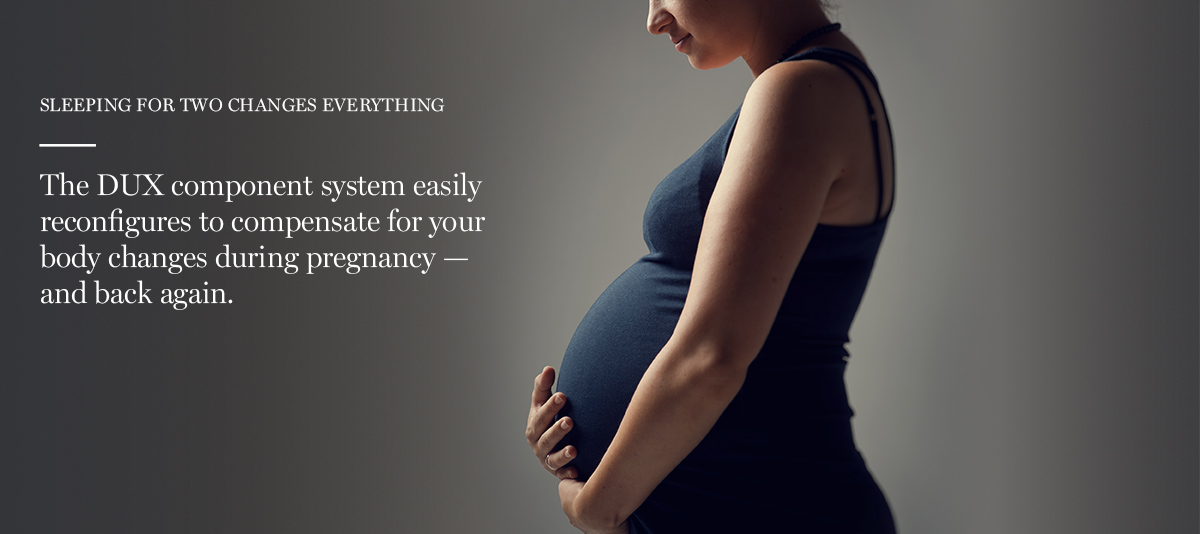 SLEEPING FOR TWO CHANGES EVERYTHING
The DUX component system easily
reconfigures to compensate for your
body changes during pregnancy —
and back again.